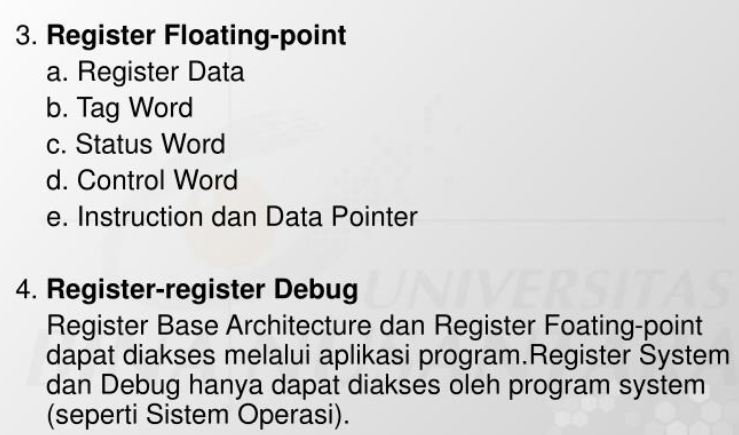 3. Register Floating-point
a. Register Data
b. Tag Word
c. Status Word
d. Control Word
e. Instruction dan Data Pointer
4. Register-register Debug
UNIVERSITAS
Register Base Architecture dan Register Foating-point
dapat diakses melalui aplikasi program.Register System
dan Debug hanya dapat diakses oleh program system
(seperti Sistem Operasi).